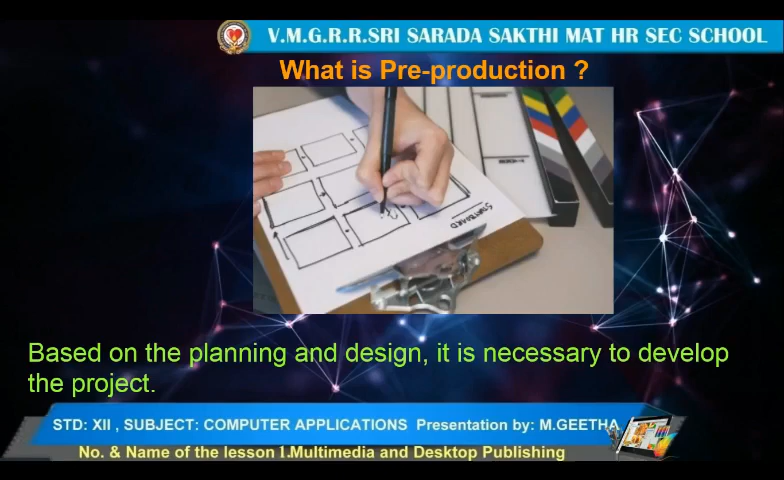 V.M.G.R.R.SRI SARADA SAKTHI MAT HR SEC SCHOOL
What is Pre-production ?
Based on the planning and design, it is necessary to develop
the project.
STD: XII , SUBJECT: COMPUTER APPLICATIONS Presentation by: M.GEETHA
No. & Name of the lesson 1.Multimedia and Desktop Publishing